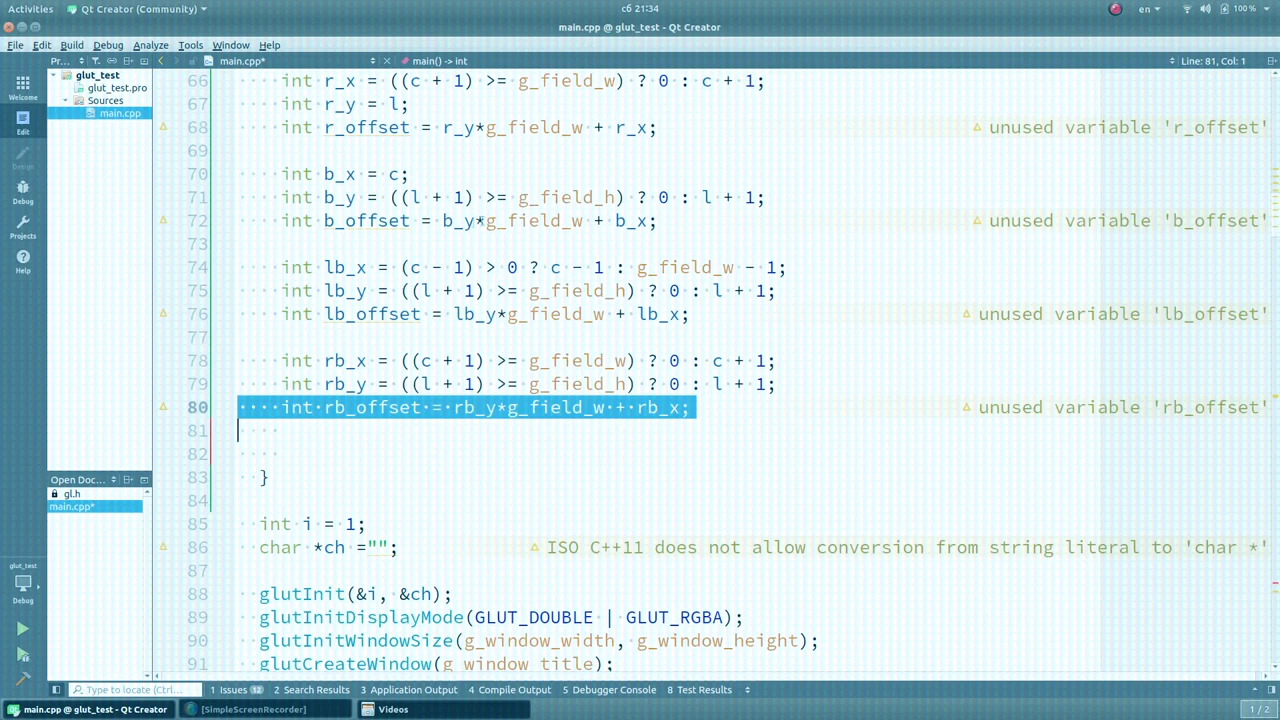 Activities Qt Creator (Community) сб 21:34 en 100 %
main.cpp @ glut_test - Qt Creator
File Edit Build Debug Analyze Tools Window Help
Pr... main.cpp* main() -> int Line: 81, Col: 1
glut_test
glut_test.pro
Sources
main.cpp
Welcome
Edit
Design
Debug
Projects
Help
66 int r_x = ((c + 1) >= g_field_w) ? 0 : c + 1;
67 int r_y = l;
68 int r_offset = r_y*g_field_w + r_x; unused variable 'r_offset'
69
70 int b_x = c;
71 int b_y = ((l + 1) >= g_field_h) ? 0 : l + 1;
72 int b_offset = b_y*g_field_w + b_x; unused variable 'b_offset'
73
74 int lb_x = (c - 1) > 0 ? c - 1 : g_field_w - 1;
75 int lb_y = ((l + 1) >= g_field_h) ? 0 : l + 1;
76 int lb_offset = lb_y*g_field_w + lb_x; unused variable 'lb_offset'
77
78 int rb_x = ((c + 1) >= g_field_w) ? 0 : c + 1;
79 int rb_y = ((l + 1) >= g_field_h) ? 0 : l + 1;
80 int rb_offset = rb_y*g_field_w + rb_x; unused variable 'rb_offset'
81
82
83 }
84
85 int i = 1;
86 char *ch =""; ISO C++11 does not allow conversion from string literal to 'char *'
87
88 glutInit(&i, &ch);
89 glutInitDisplayMode(GLUT_DOUBLE | GLUT_RGBA);
90 glutInitWindowSize(g_window_width, g_window_height);
91 glutCreateWindow(g_window_title);
Open Doc...
gl.h
main.cpp*
glut_test
Debug
Type to locate (Ctrl... 1 Issues 12 2 Search Results 3 Application Output 4 Compile Output 5 Debugger Console 8 Test Results
main.cpp @ glut_test - Qt Creator [SimpleScreenRecorder] Videos 1 / 2